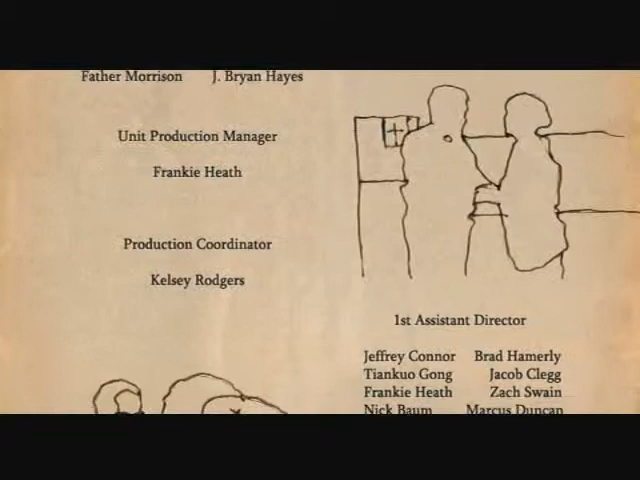 Father Morrison J. Bryan Hayes
Unit Production Manager
Frankie Heath
Production Coordinator
Kelsey Rodgers
1st Assistant Director
Jeffrey Connor Brad Hamerly
Tiankuo Gong Jacob Clegg
Frankie Heath Zach Swain
Nick Baum Marcus Duncan